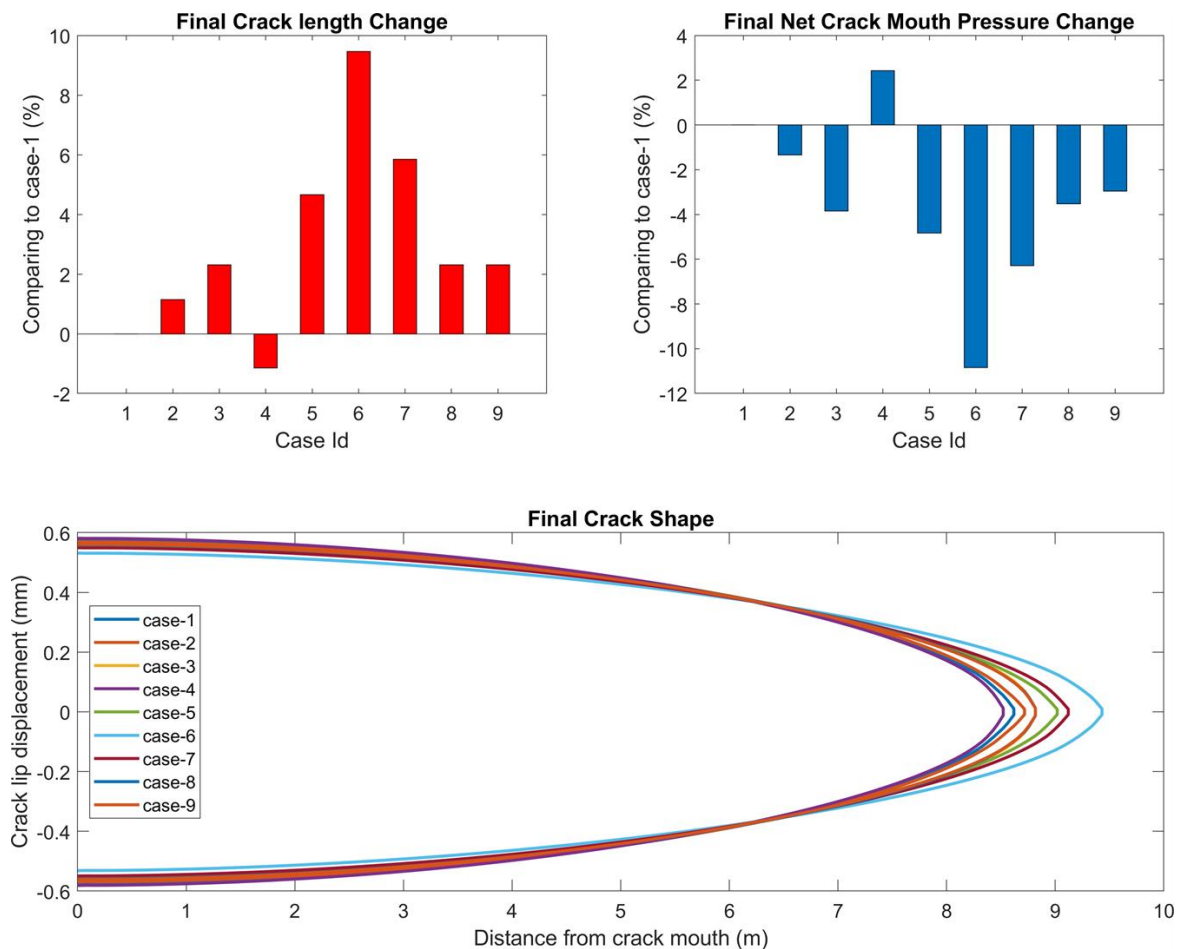 Final Crack length Change
Comparing to case-1 (%)
10
8
6
4
2
0
-2
1 2 3 4 5 6 7 8 9
Case Id
Final Net Crack Mouth Pressure Change
Comparing to case-1 (%)
4
2
0
-2
-4
-6
-8
-10
-12
1 2 3 4 5 6 7 8 9
Case Id
Final Crack Shape
Crack lip displacement (mm)
0.6
0.4
0.2
0
-0.2
-0.4
-0.6
case-1
case-2
case-3
case-4
case-5
case-6
case-7
case-8
case-9
0 1 2 3 4 5 6 7 8 9 10
Distance from crack mouth (m)